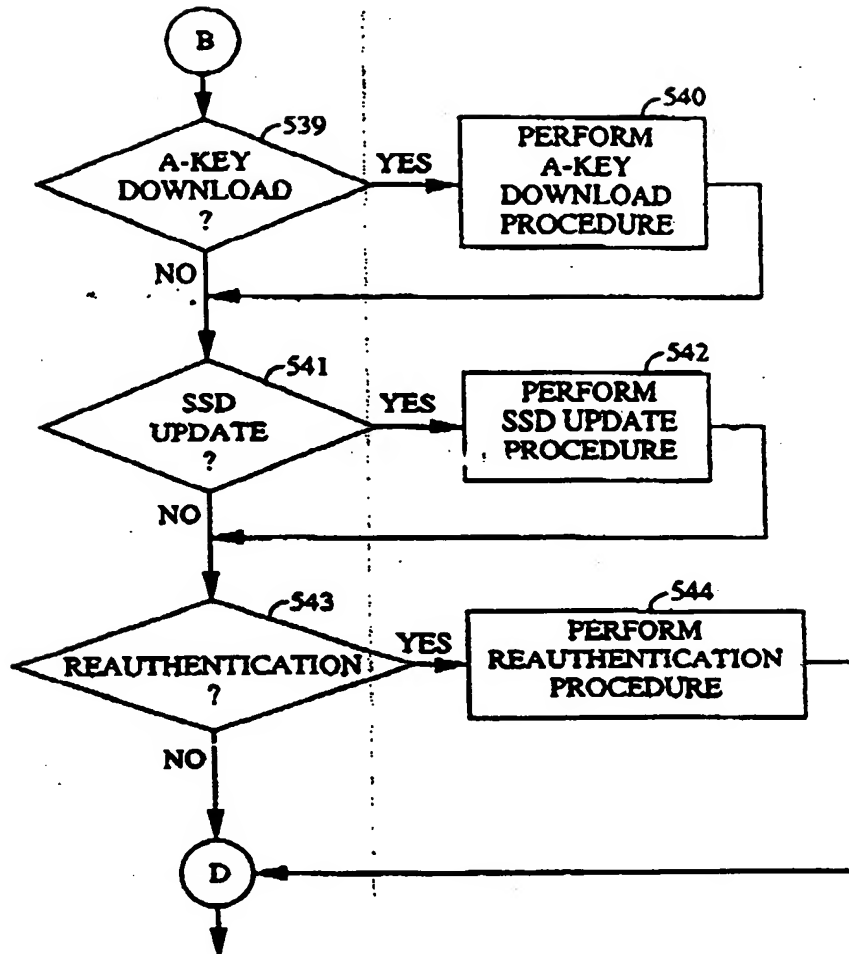 B
539
A-KEY
DOWNLOAD
?
YES
540
PERFORM
A-KEY
DOWNLOAD
PROCEDURE
NO
541
SSD
UPDATE
?
YES
542
PERFORM
SSD UPDATE
PROCEDURE
NO
543
REAUTHENTICATION
?
YES
544
PERFORM
REAUTHENTICATION
PROCEDURE
NO
D